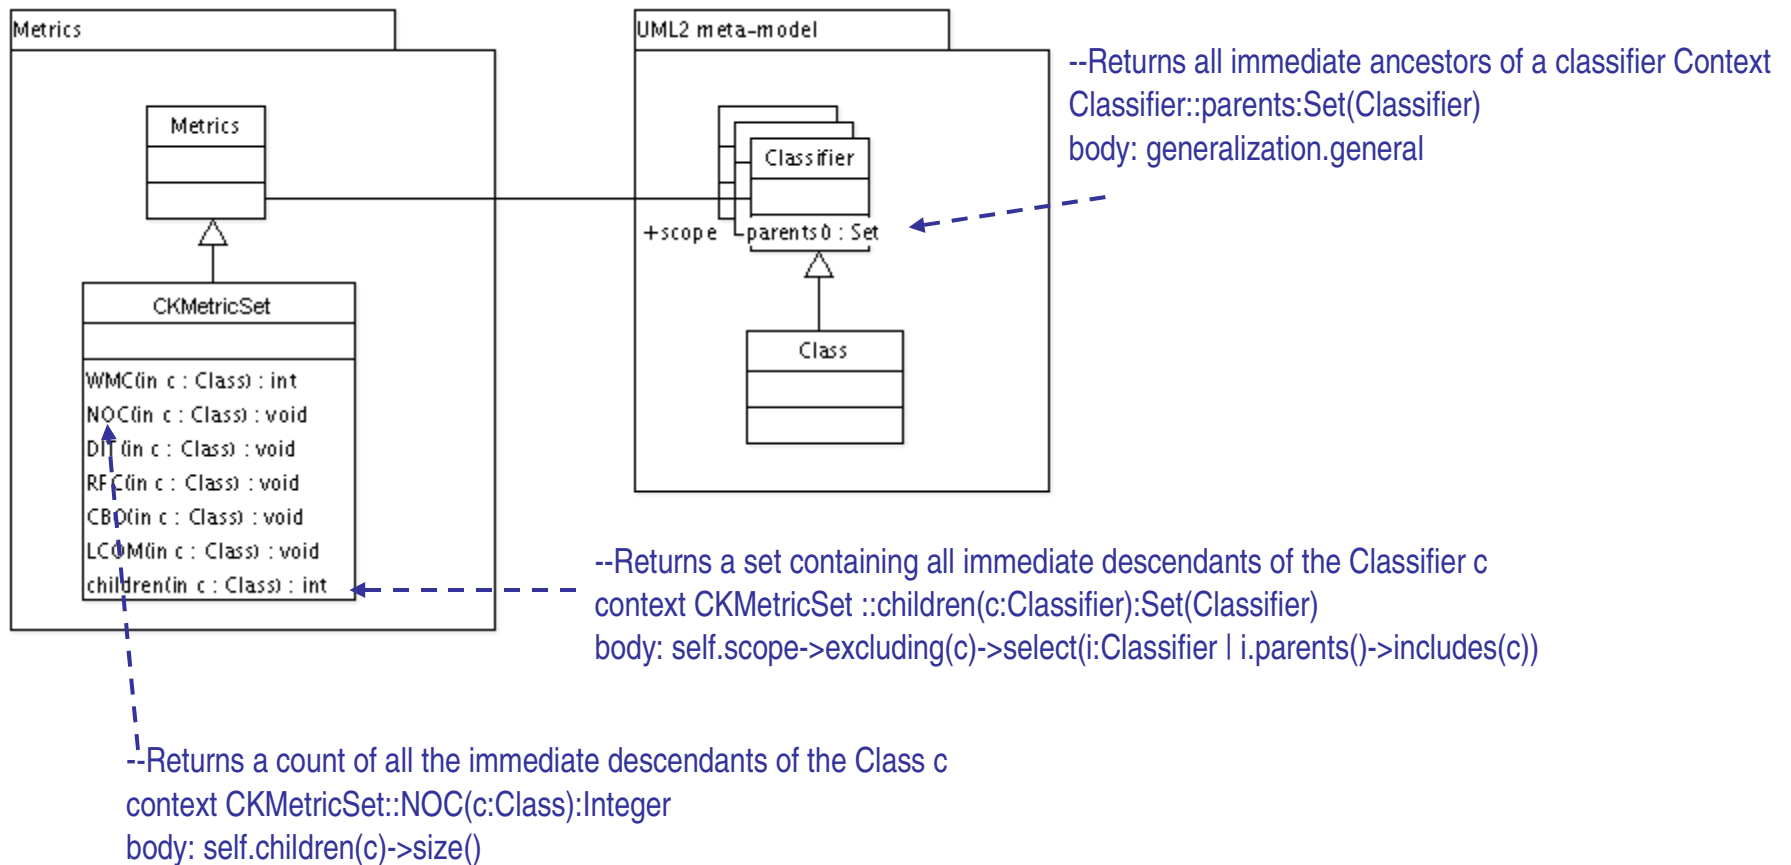 Metrics
UML2 meta-model
--Returns all immediate ancestors of a classifier Context
Classifier::parents:Set(Classifier)
body: generalization.general
Metrics
Classifier
+scope
parents() : Set
Class
CKMetricSet
WMC(in c : Class) : int
NOC(in c : Class) : void
DIT(in c : Class) : void
RFC(in c : Class) : void
CBO(in c : Class) : void
LCOM(in c : Class) : void
children(in c : Class) : int
--Returns a set containing all immediate descendants of the Classifier c
context CKMetricSet ::children(c:Classifier):Set(Classifier)
body: self.scope->excluding(c)->select(i:Classifier | i.parents()->includes(c))
--Returns a count of all the immediate descendants of the Class c
context CKMetricSet::NOC(c:Class):Integer
body: self.children(c)->size()